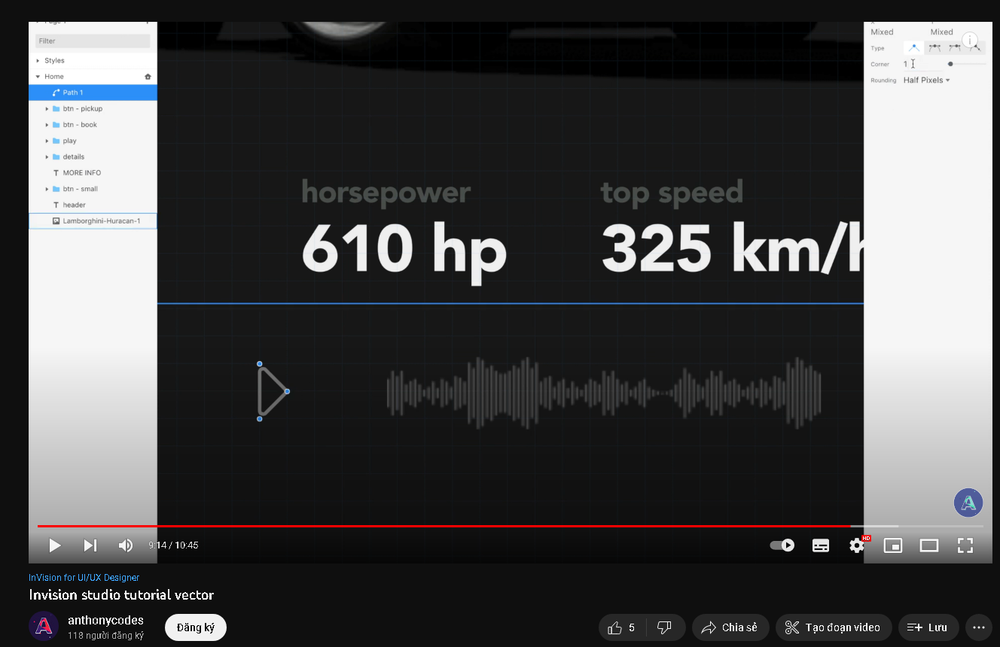 Page 1
Filter
Styles
Home
Path 1
btn - pickup
btn - book
play
details
MORE INFO
btn - small
header
Lamborghini-Huracan-1
horsepower
top speed
610 hp
325 km/h
Mixed
Mixed
Type
Corner
1
Rounding
Half Pixels
9:14 / 10:45
HD
InVision for UI/UX Designer
Invision studio tutorial vector
anthonycodes
118 người đăng ký
Đăng ký
5
Chia sẻ
Tạo đoạn video
Lưu